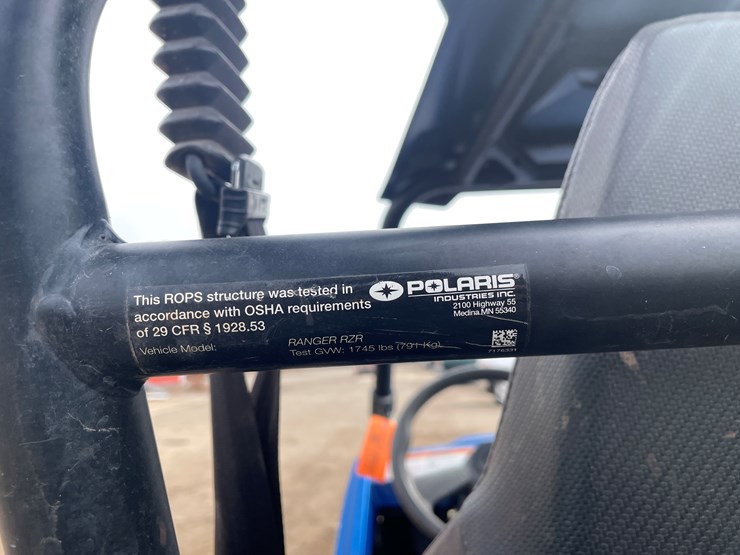 This ROPS structure was tested in
accordance with OSHA requirements
of 29 CFR § 1928.53
Vehicle Model:
RANGER RZR
Test GVW: 1745 lbs (791 Kg)
POLARIS®
INDUSTRIES INC.
2100 Highway 55
Medina, MN 55340